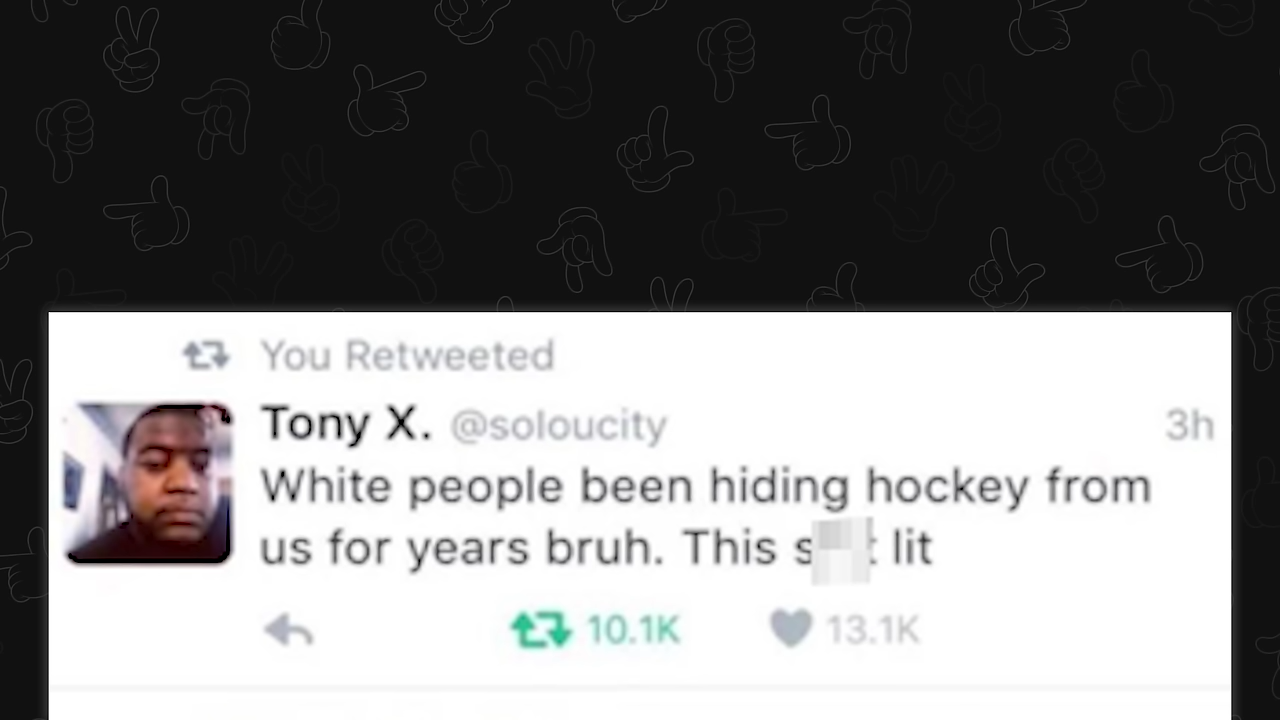 You Retweeted
Tony X. @soloucity 3h
White people been hiding hockey from
us for years bruh. This lit
10.1K 13.1K